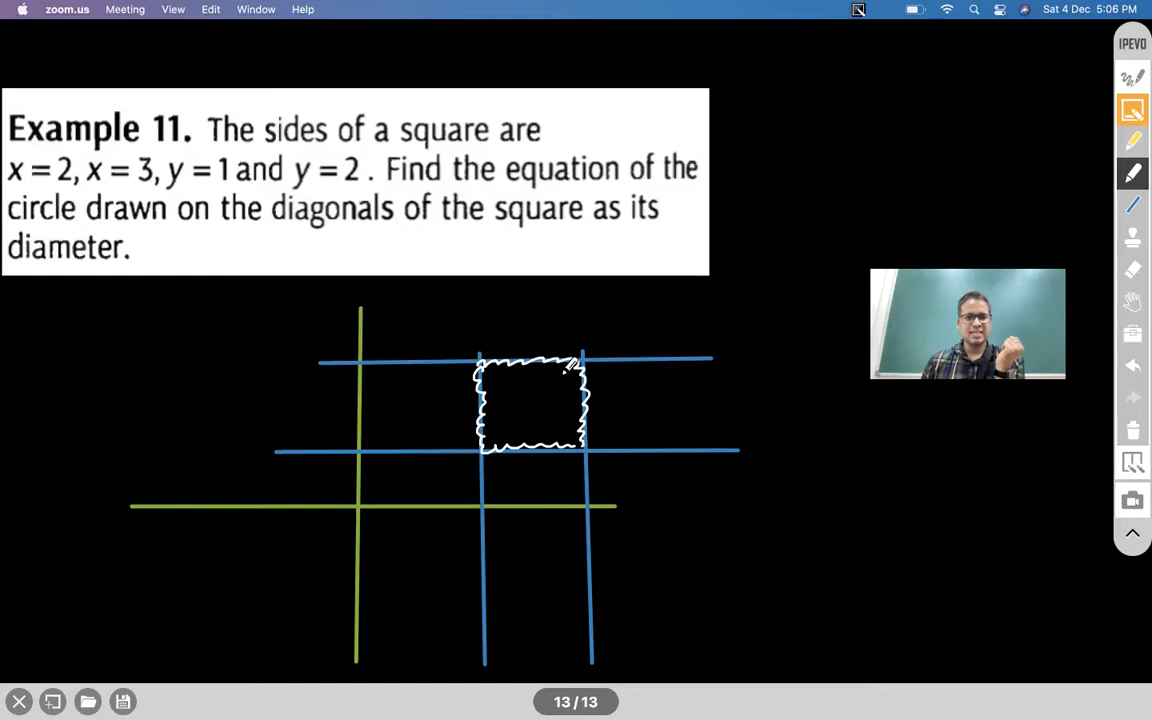 zoom.us Meeting View Edit Window Help Sat 4 Dec 5:06 PM
IPEVO
Example 11. The sides of a square are
x = 2, x = 3, y = 1 and y = 2 . Find the equation of the
circle drawn on the diagonals of the square as its
diameter.
13 / 13